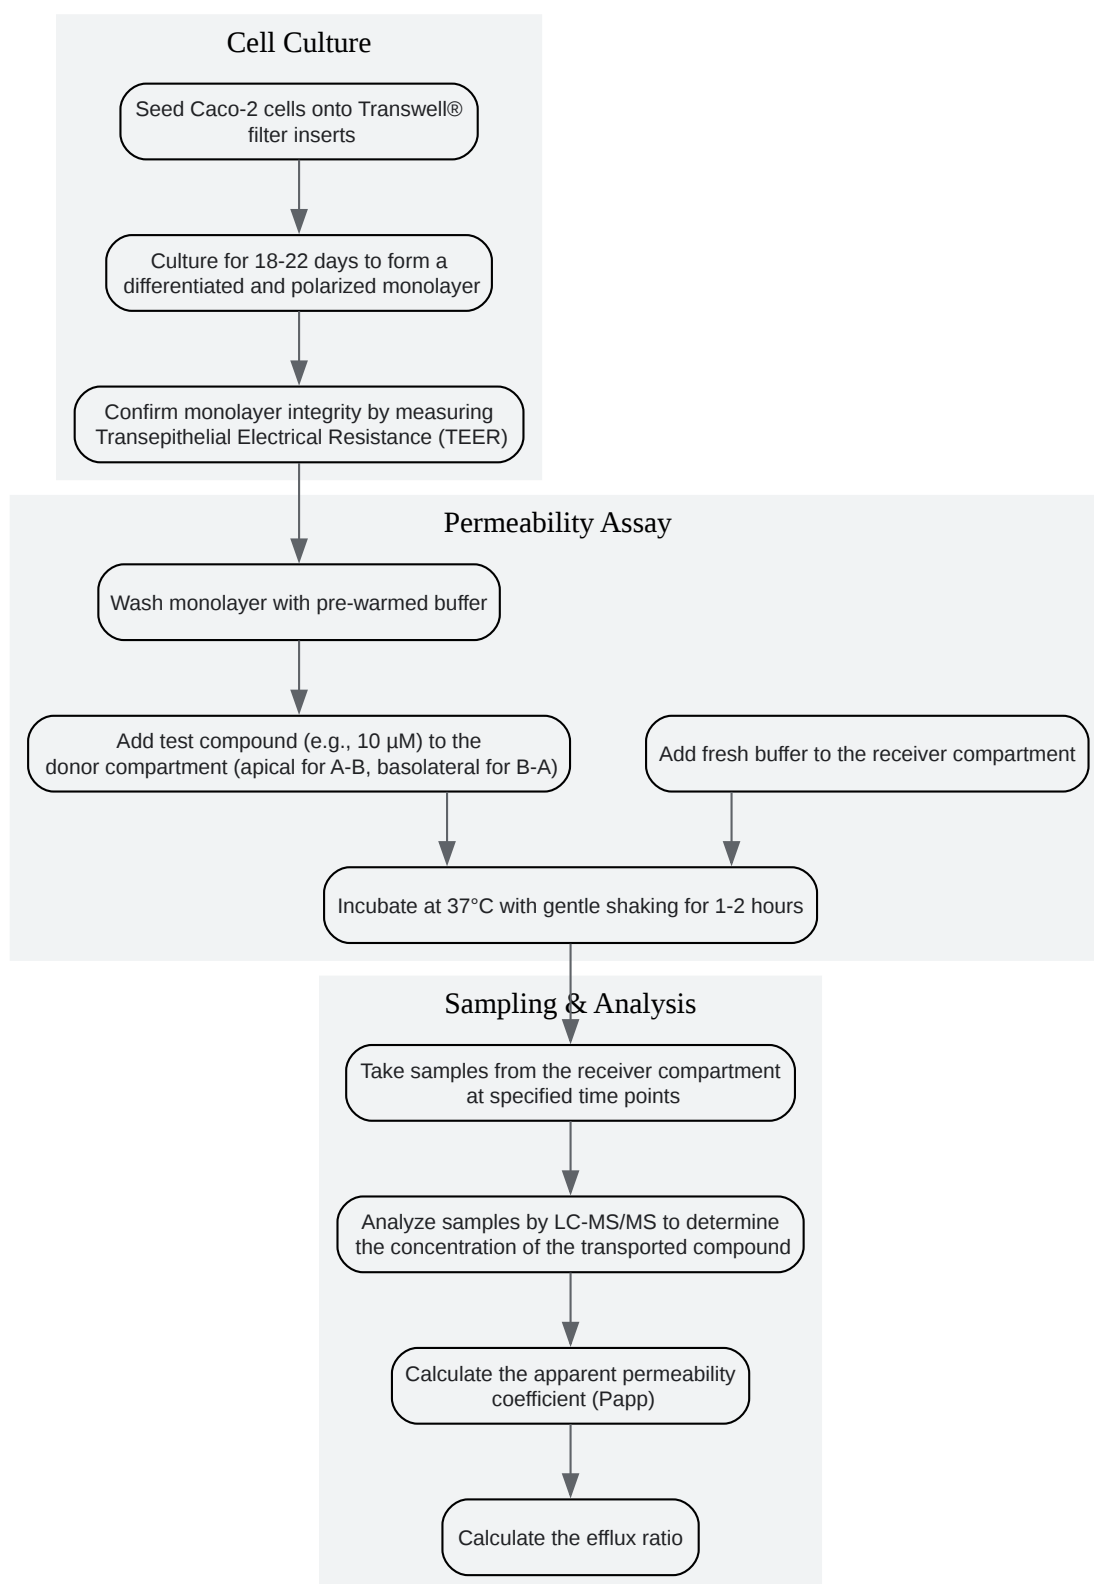 Cell Culture
Seed Caco-2 cells onto Transwell®
filter inserts
Culture for 18-22 days to form a
differentiated and polarized monolayer
Confirm monolayer integrity by measuring
Transepithelial Electrical Resistance (TEER)
Permeability Assay
Wash monolayer with pre-warmed buffer
Add test compound (e.g., 10 µM) to the
donor compartment (apical for A-B, basolateral for B-A)
Add fresh buffer to the receiver compartment
Incubate at 37°C with gentle shaking for 1-2 hours
Sampling & Analysis
Take samples from the receiver compartment
at specified time points
Analyze samples by LC-MS/MS to determine
the concentration of the transported compound
Calculate the apparent permeability
coefficient (Papp)
Calculate the efflux ratio